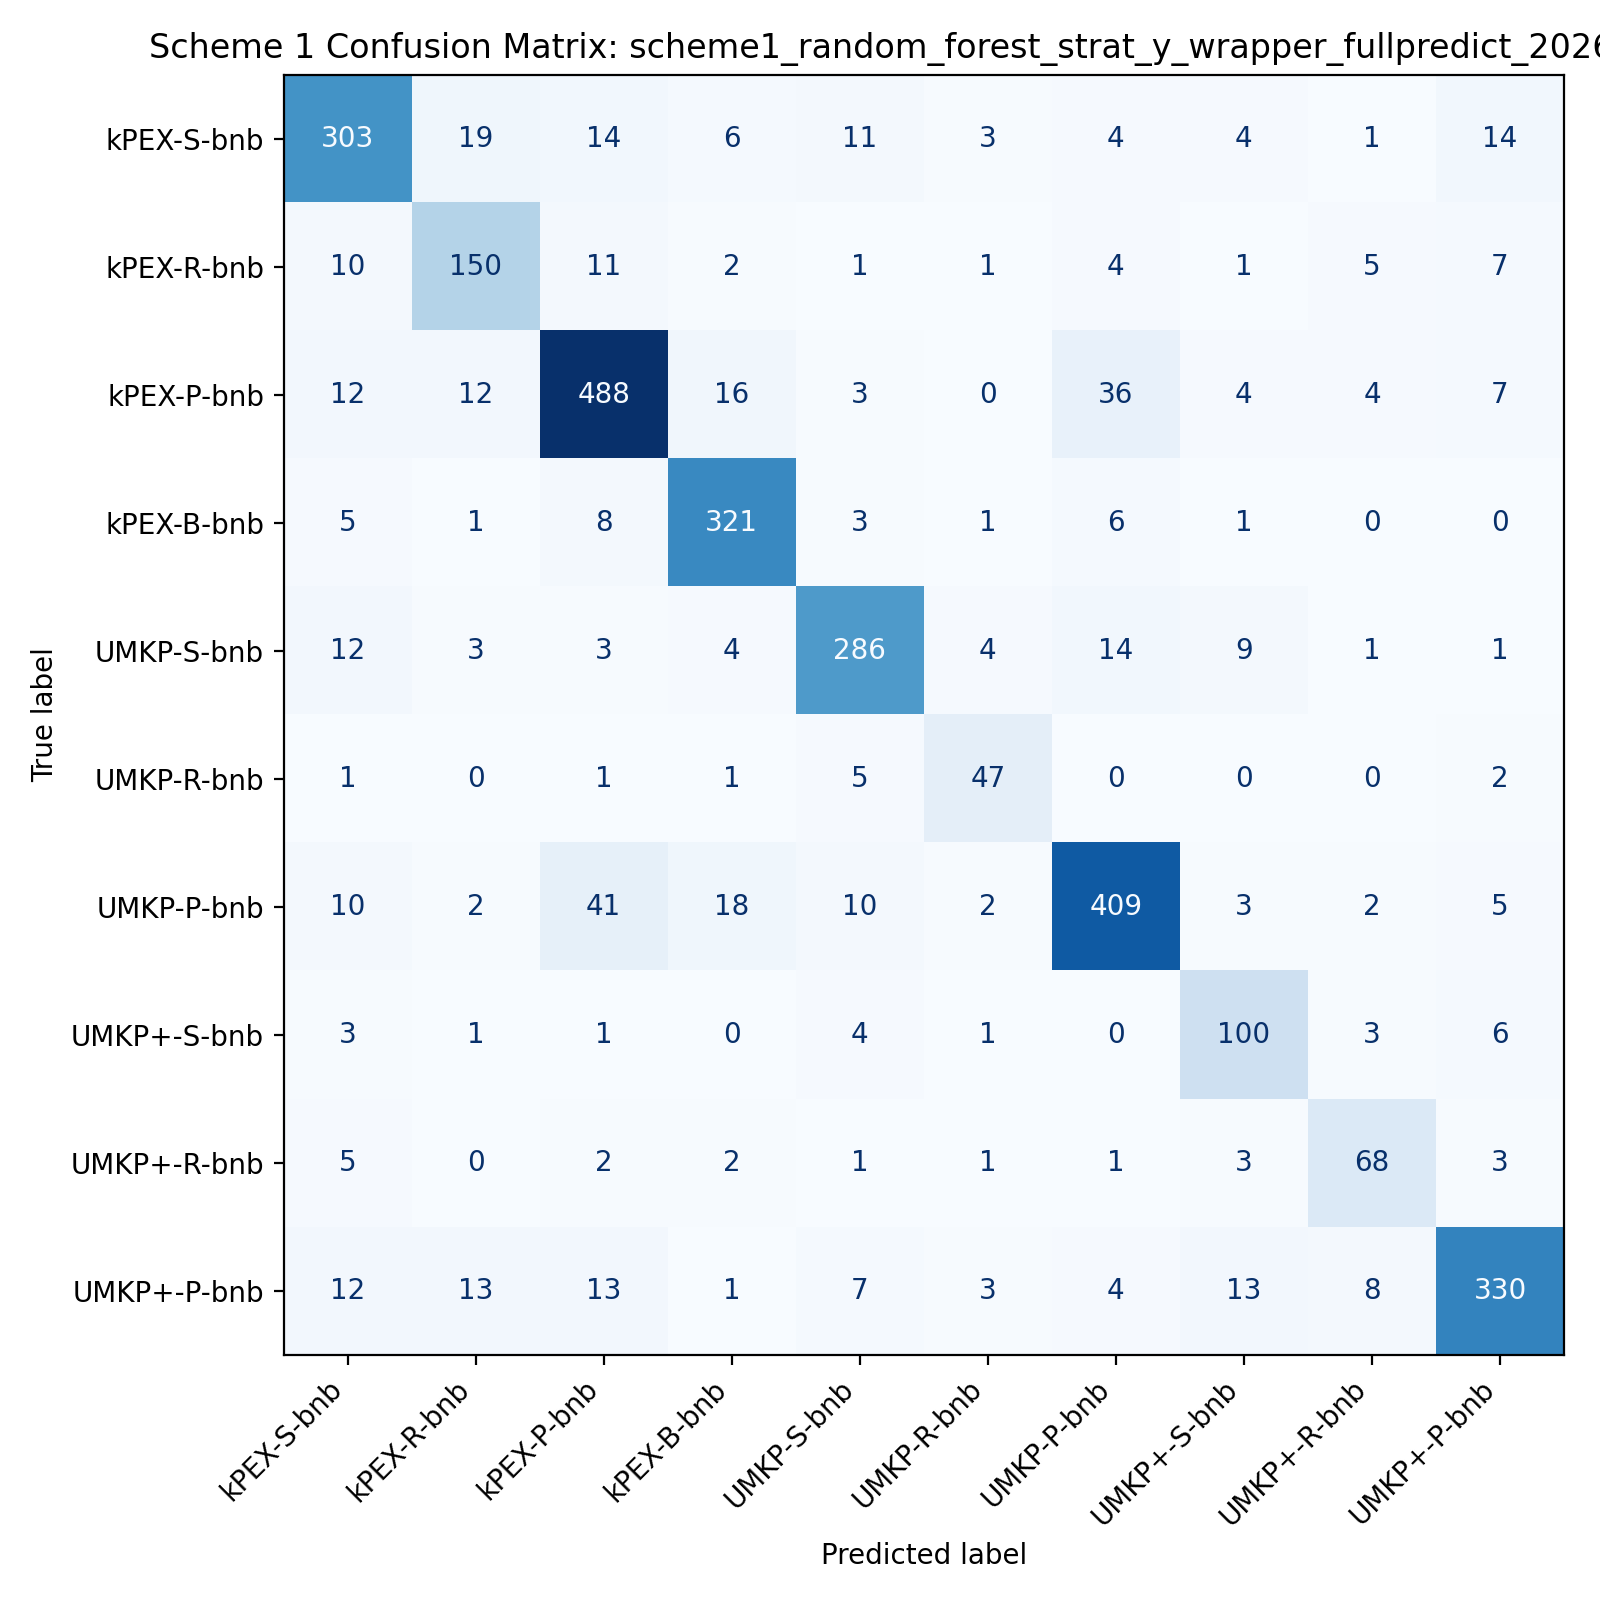 Scheme 1 Confusion Matrix: scheme1_random_forest_strat_y_wrapper_fullpredict_2026
kPEX-S-bnb 303 19 14 6 11 3 4 4 1 14
kPEX-R-bnb 10 150 11 2 1 1 4 1 5 7
kPEX-P-bnb 12 12 488 16 3 0 36 4 4 7
kPEX-B-bnb 5 1 8 321 3 1 6 1 0 0
UMKP-S-bnb 12 3 3 4 286 4 14 9 1 1
UMKP-R-bnb 1 0 1 1 5 47 0 0 0 2
UMKP-P-bnb 10 2 41 18 10 2 409 3 2 5
UMKP+-S-bnb 3 1 1 0 4 1 0 100 3 6
UMKP+-R-bnb 5 0 2 2 1 1 1 3 68 3
UMKP+-P-bnb 12 13 13 1 7 3 4 13 8 330
True label
kPEX-S-bnb kPEX-R-bnb kPEX-P-bnb kPEX-B-bnb UMKP-S-bnb UMKP-R-bnb UMKP-P-bnb UMKP+-S-bnb UMKP+-R-bnb UMKP+-P-bnb
Predicted label